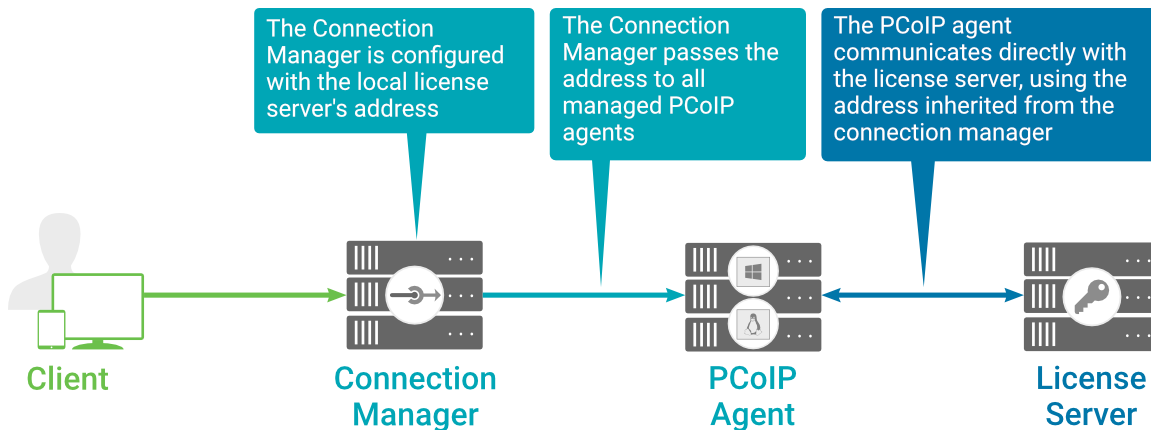 The Connection
Manager is configured
with the local license
server's address
The Connection
Manager passes the
address to all
managed PCoIP
agents
The PCoIP agent
communicates directly with
the license server, using the
address inherited from the
connection manager
Client
Connection
Manager
PCoIP
Agent
License
Server